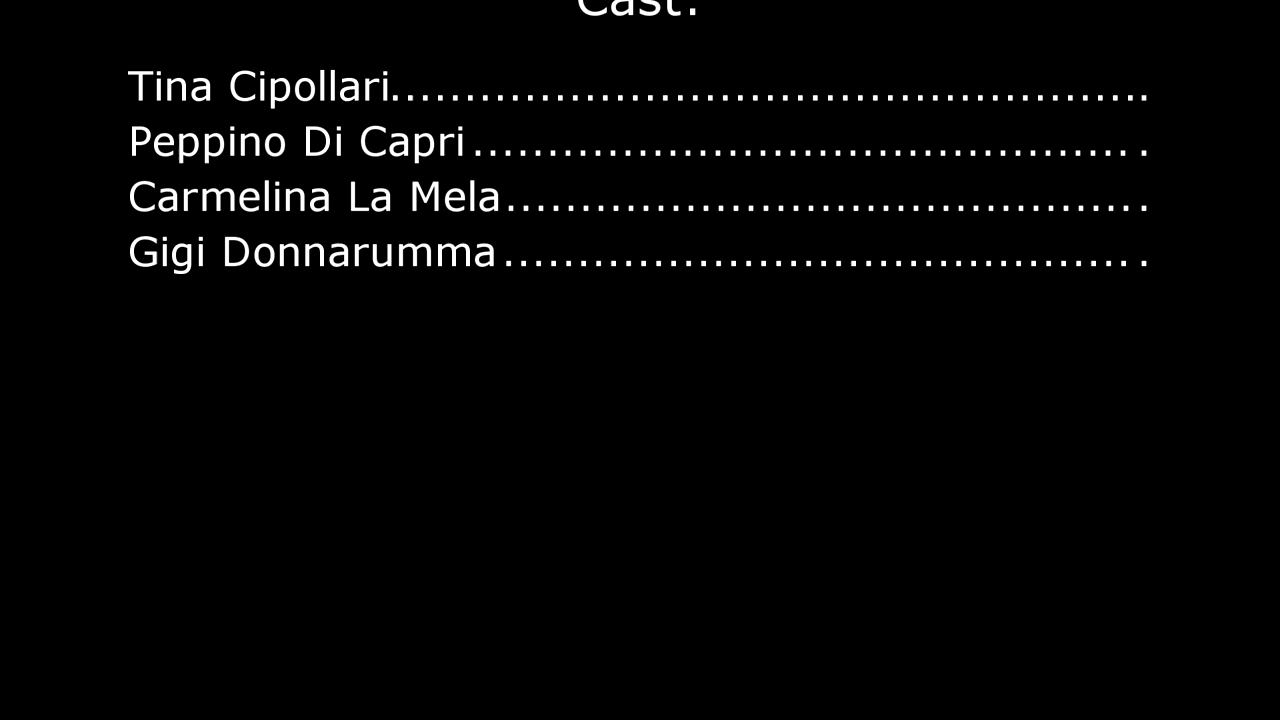 Cast:
Tina Cipollari..................................................
Peppino Di Capri.............................................
Carmelina La Mela...........................................
Gigi Donnarumma...........................................